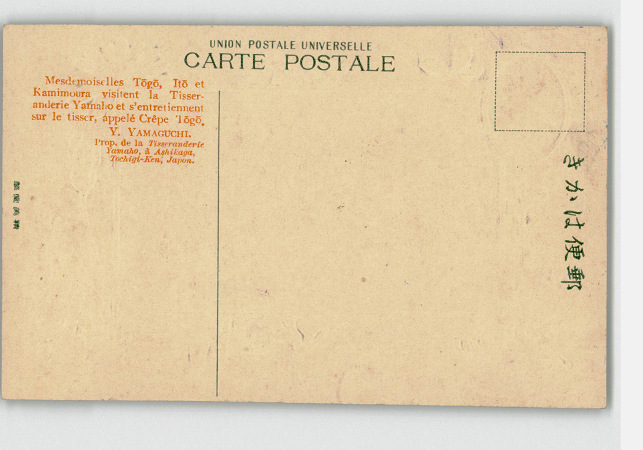 UNION POSTALE UNIVERSELLE
CARTE POSTALE
Mesdemoiselles Tōgō, Itō et
Kamimoura visitent la Tisser-
anderie Yamaho et s'entretiennent
sur le tisser, appelé Crêpe Tōgō.
Y. YAMAGUCHI.
Prop. de la Tisseranderie
Yamaho, à Ashikaga,
Tochigi-Ken, Japon.
きかは便郵